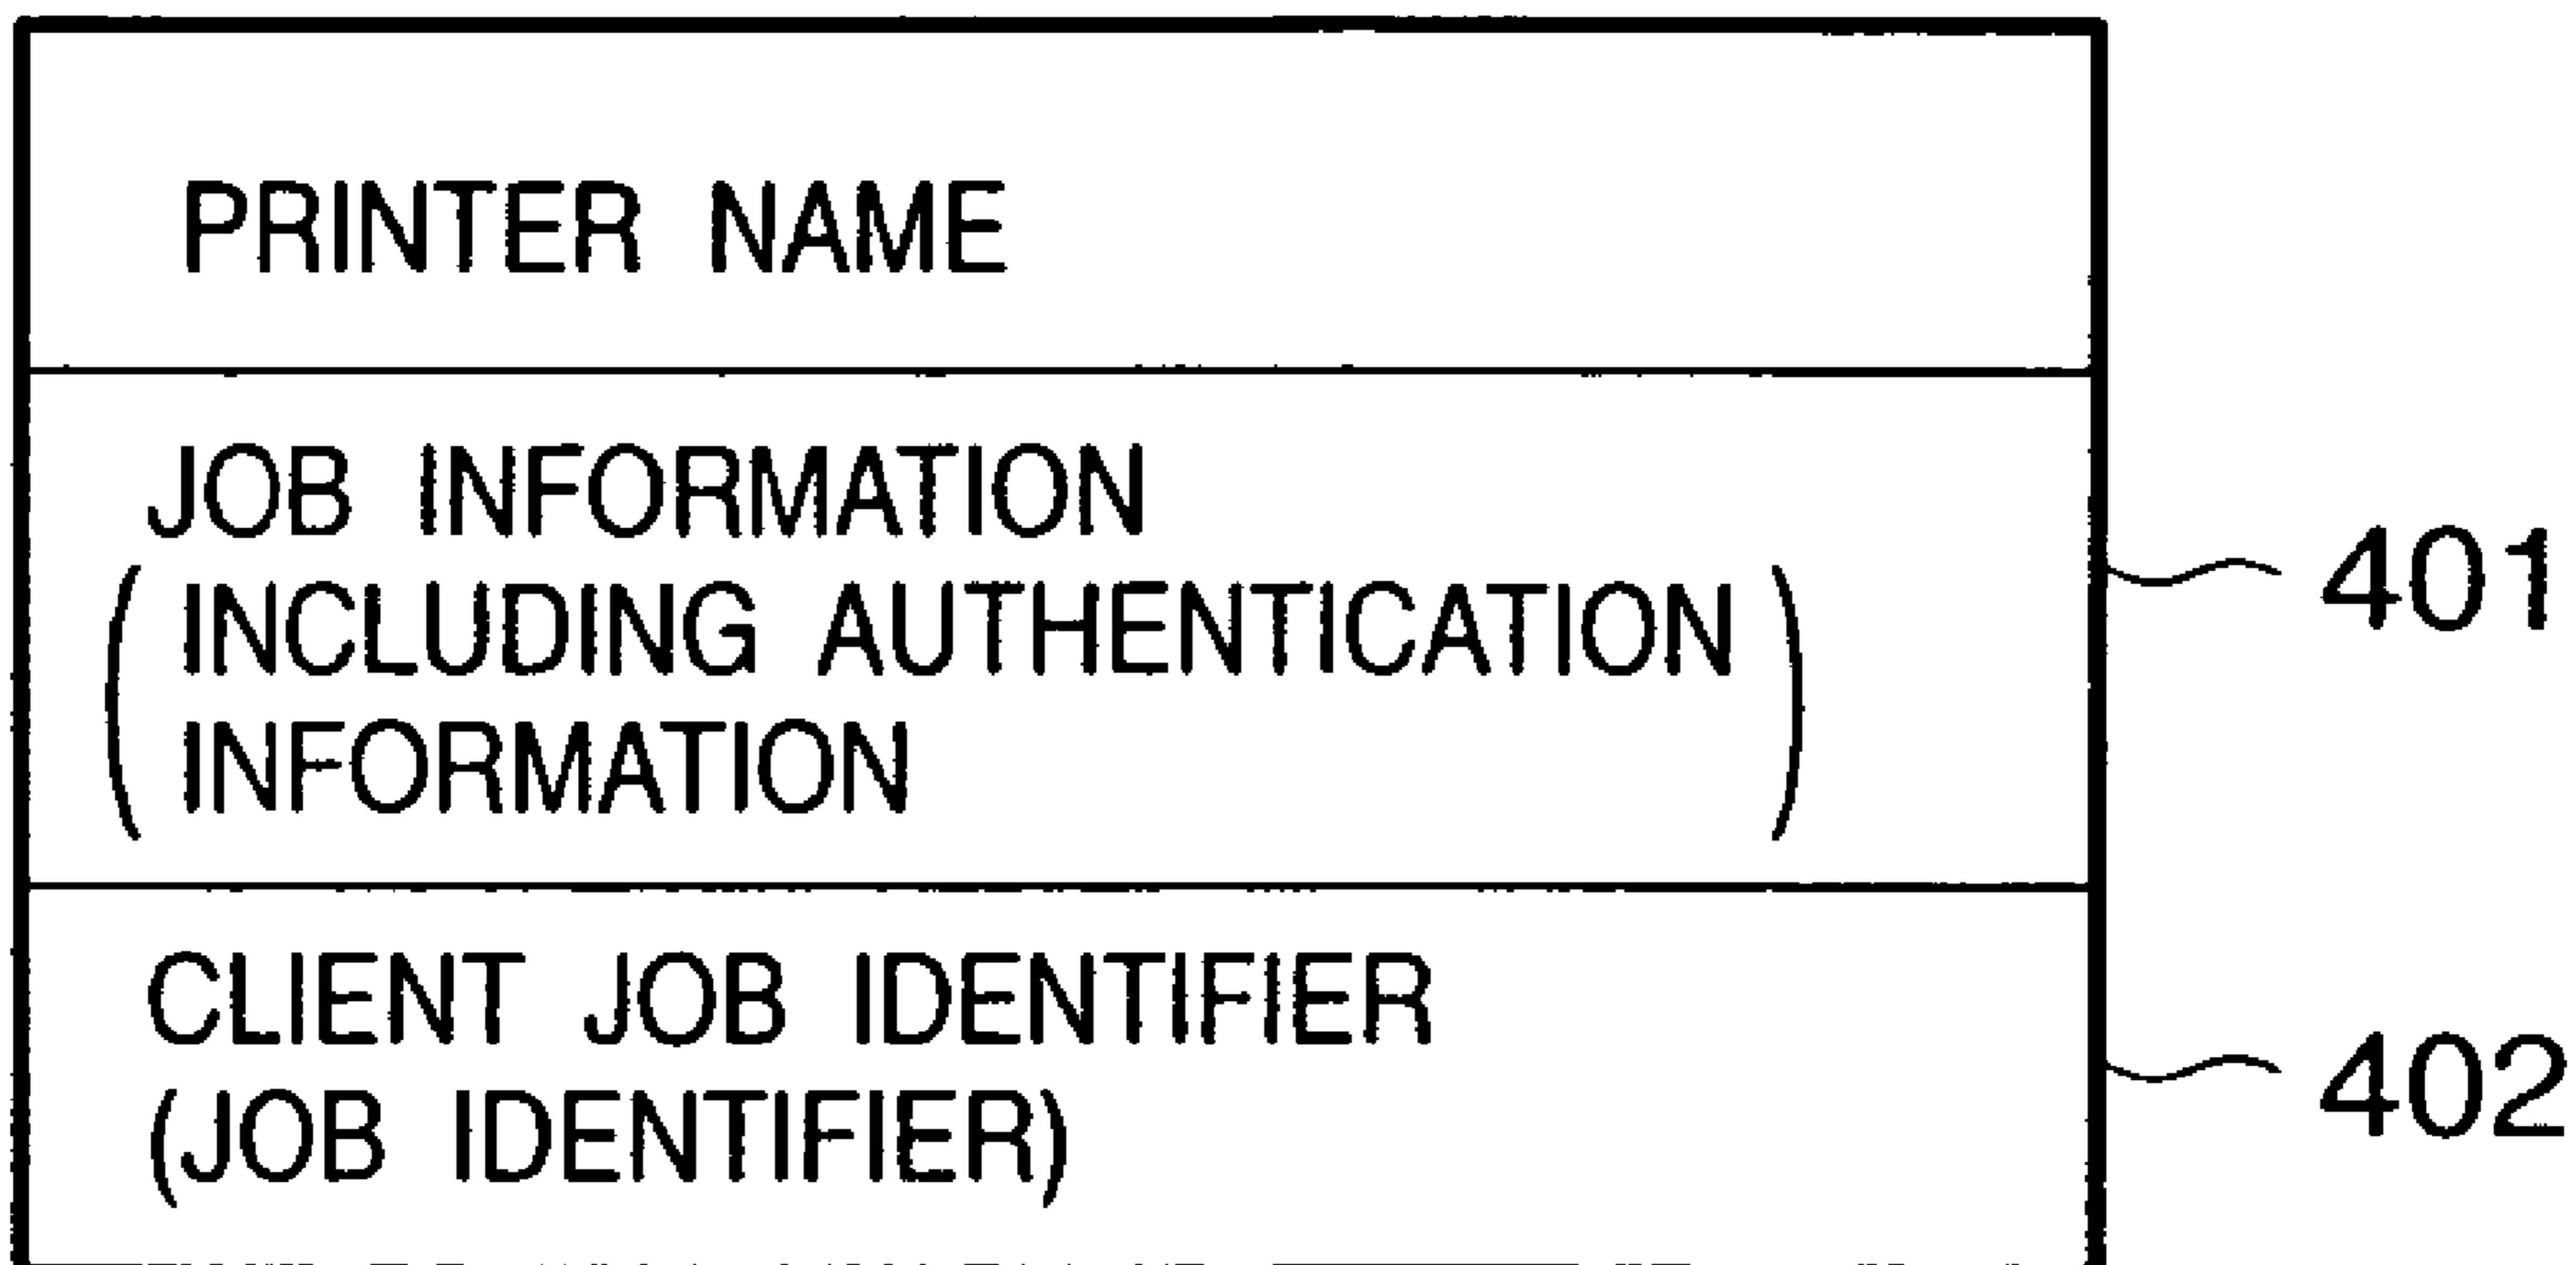 PRINTER NAME
JOB INFORMATION
(INCLUDING AUTHENTICATION
INFORMATION)
401
CLIENT JOB IDENTIFIER
(JOB IDENTIFIER)
402